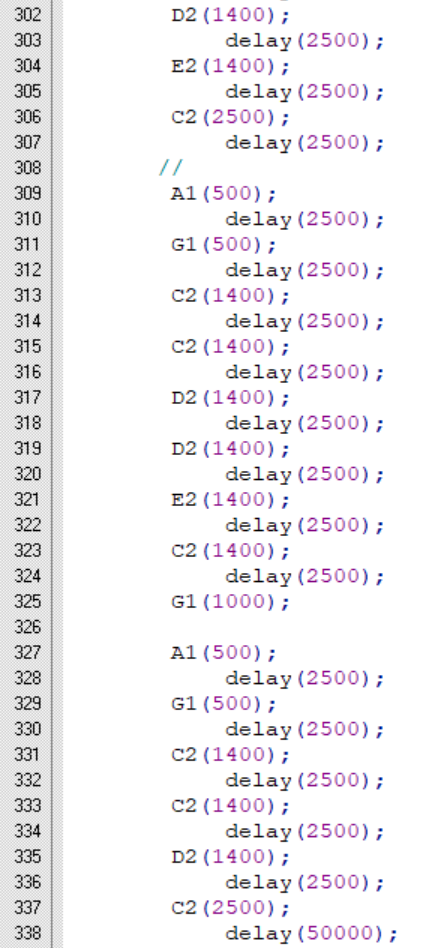 302 D2(1400);
303 delay(2500);
304 E2(1400);
305 delay(2500);
306 C2(2500);
307 delay(2500);
308 //
309 A1(500);
310 delay(2500);
311 G1(500);
312 delay(2500);
313 C2(1400);
314 delay(2500);
315 C2(1400);
316 delay(2500);
317 D2(1400);
318 delay(2500);
319 D2(1400);
320 delay(2500);
321 E2(1400);
322 delay(2500);
323 C2(1400);
324 delay(2500);
325 G1(1000);
326
327 A1(500);
328 delay(2500);
329 G1(500);
330 delay(2500);
331 C2(1400);
332 delay(2500);
333 C2(1400);
334 delay(2500);
335 D2(1400);
336 delay(2500);
337 C2(2500);
338 delay(50000);